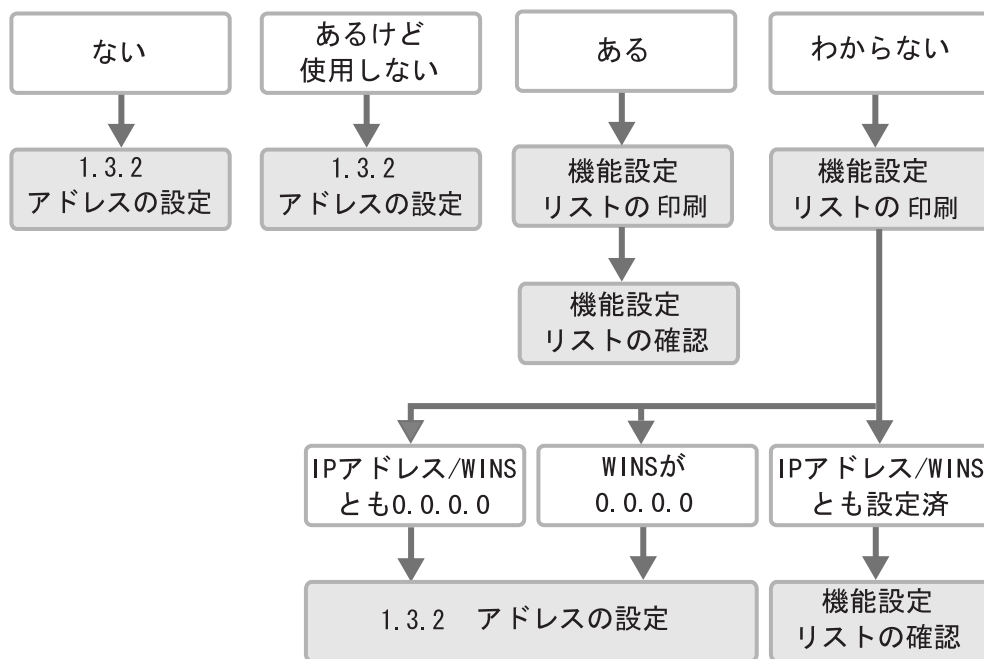 ない
あるけど
使用しない
ある
わからない
1.3.2
アドレスの設定
1.3.2
アドレスの設定
機能設定
リストの印刷
機能設定
リストの印刷
機能設定
リストの確認
IPアドレス/WINS
とも0.0.0.0
WINSが
0.0.0.0
IPアドレス/WINS
とも設定済
1.3.2 アドレスの設定
機能設定
リストの確認